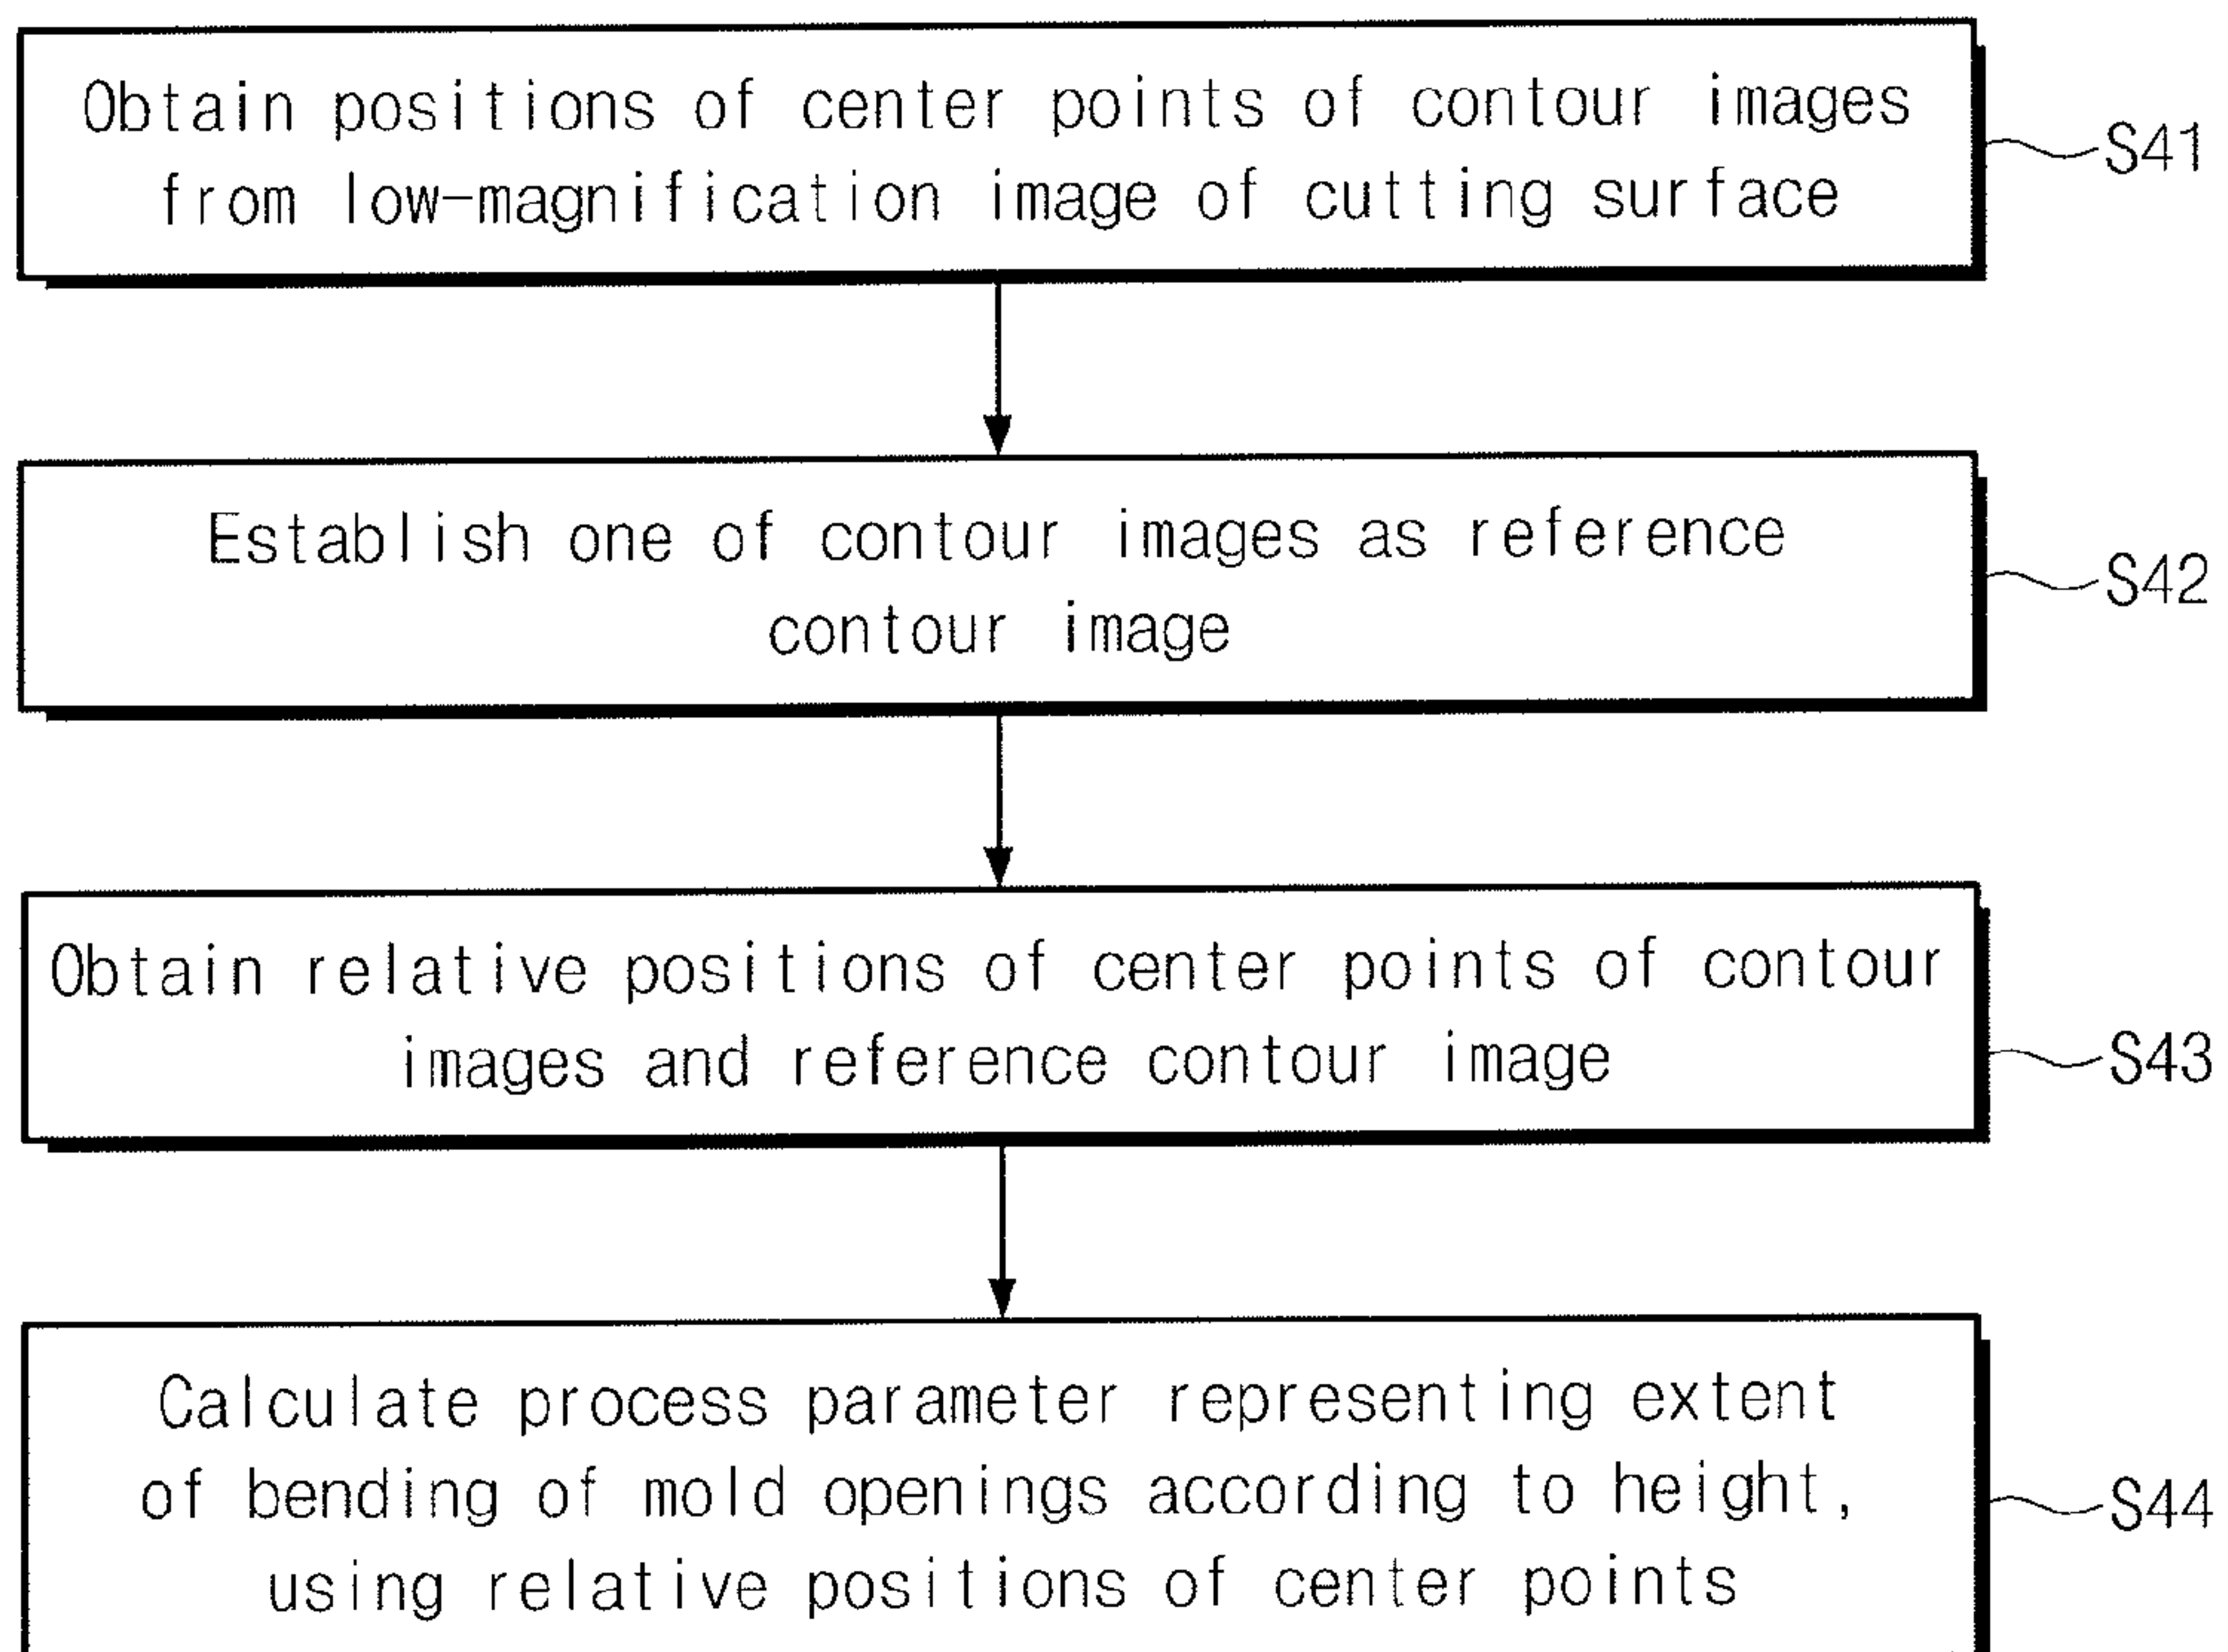 Obtain positions of center points of contour images
from low-magnification image of cutting surface
S41
Establish one of contour images as reference
contour image
S42
Obtain relative positions of center points of contour
images and reference contour image
S43
Calculate process parameter representing extent
of bending of mold openings according to height,
using relative positions of center points
S44